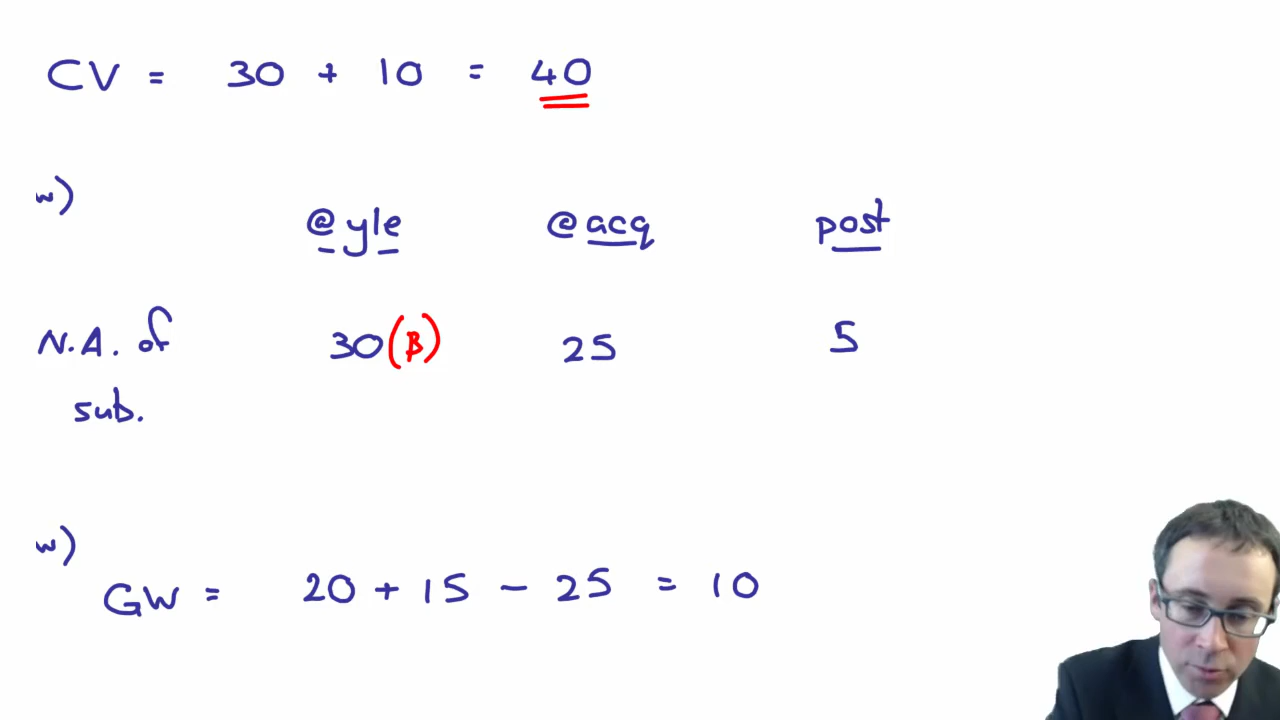 CV = 30 + 10 = 40
w)
@ yle @ acq post
N.A. of 30 (B) 25 5
sub.
w)
GW = 20 + 15 - 25 = 10